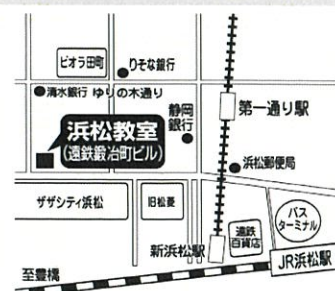 ビオラ田町
りそな銀行
清水銀行
ゆりの木通り
静岡
銀行
第一通り駅
浜松教室
(遠鉄鍛冶町ビル)
浜松郵便局
ザザシティ浜松
旧松菱
遠鉄
百貨店
バス
ターミナル
新浜松駅
JR浜松駅
至豊橋